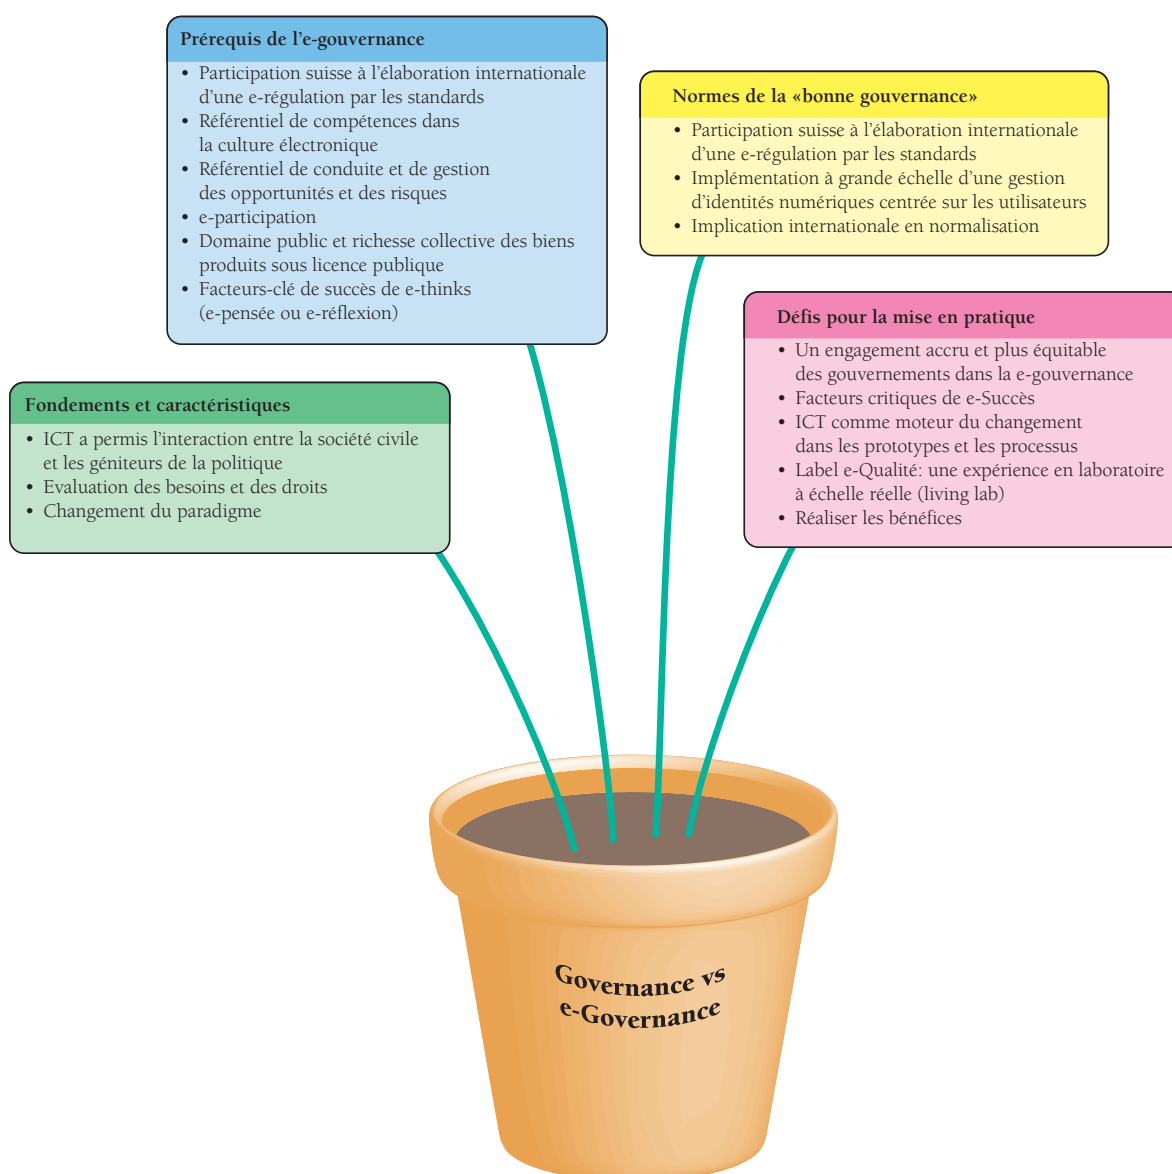 Prérequis de l’e-gouvernance
• Participation suisse à l’élaboration internationale
d’une e-régulation par les standards
• Référentiel de compétences dans
la culture électronique
• Référentiel de conduite et de gestion
des opportunités et des risques
• e-participation
• Domaine public et richesse collective des biens
produits sous licence publique
• Facteurs-clé de succès de e-thinks
(e-pensée ou e-réflexion)
Normes de la «bonne gouvernance»
• Participation suisse à l’élaboration internationale
d’une e-régulation par les standards
• Implémentation à grande échelle d’une gestion
d’identités numériques centrée sur les utilisateurs
• Implication internationale en normalisation
Défis pour la mise en pratique
• Un engagement accru et plus équitable
des gouvernements dans la e-gouvernance
• Facteurs critiques de e-Succès
• ICT comme moteur du changement
dans les prototypes et les processus
• Label e-Qualité: une expérience en laboratoire
à échelle réelle (living lab)
• Réaliser les bénéfices
Fondements et caractéristiques
• ICT a permis l’interaction entre la société civile
et les géniteurs de la politique
• Evaluation des besoins et des droits
• Changement du paradigme
Governance vs
e-Governance